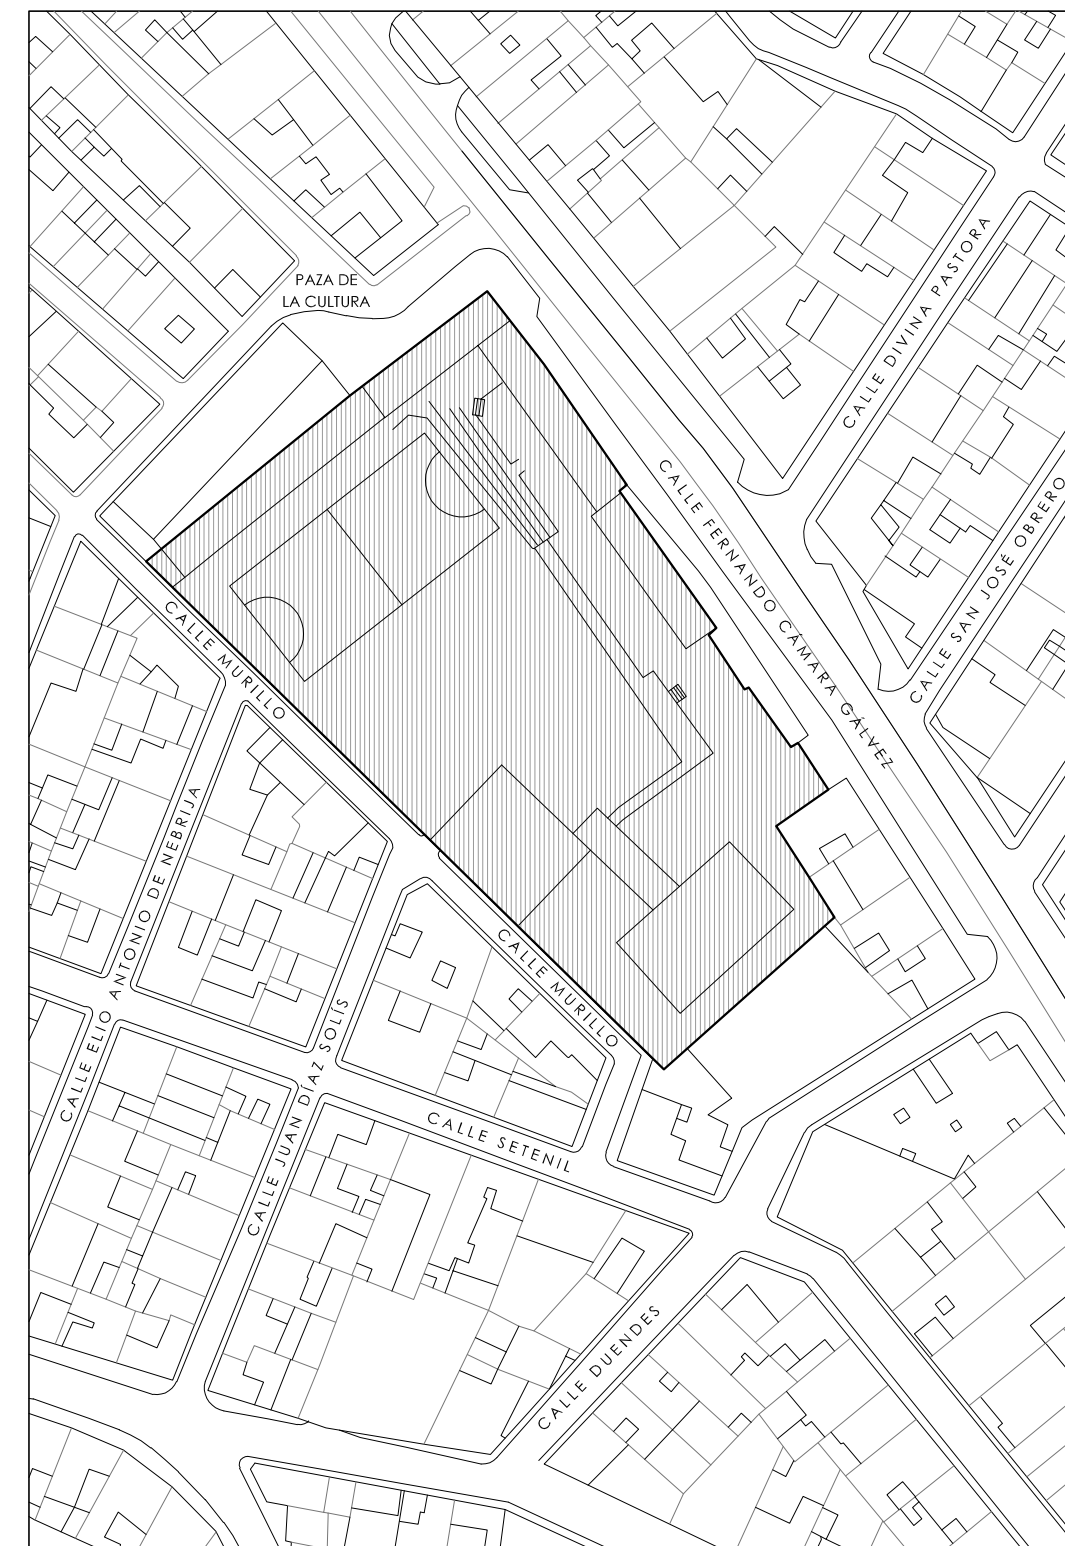 PAZA DE
LA CULTURA
CALLE DIVINA PASTORA
CALLE FERNANDO CÁMARA GÁLVEZ
CALLE SAN JOSÉ OBRERO
CALLE MURILLO
CALLE ELIO ANTONIO DE NEBRIJA
CALLE MURILLO
CALLE JUAN DÍAZ SOLÍS
CALLE SETENIL
CALLE DUENDES